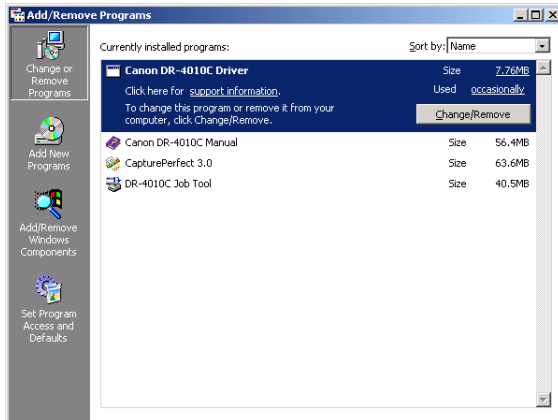 Add/Remove Programs
Change or
Remove
Programs
Add New
Programs
Add/Remove
Windows
Components
Set Program
Access and
Defaults
Currently installed programs:
Sort by: Name
Canon DR-4010C Driver Size 7.76MB
Click here for support information. Used occasionally
To change this program or remove it from your
computer, click Change/Remove.
Change/Remove
Canon DR-4010C Manual Size 56.4MB
CapturePerfect 3.0 Size 63.6MB
DR-4010C Job Tool Size 40.5MB